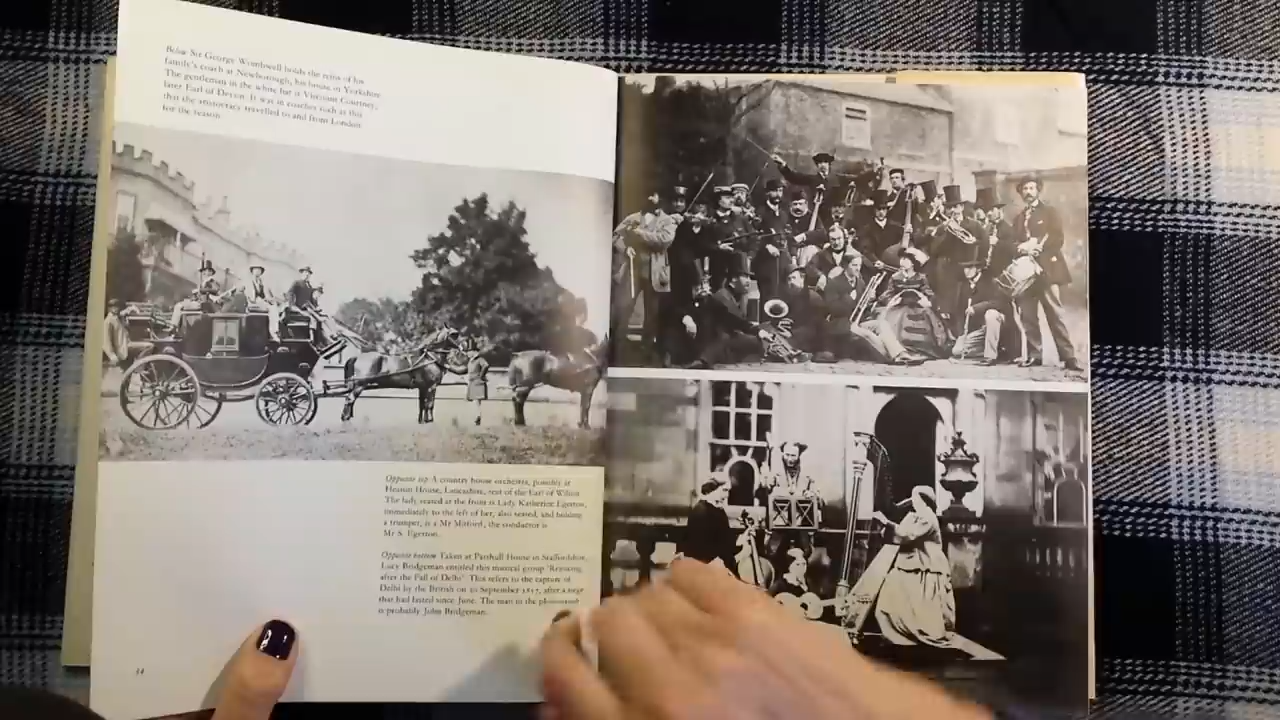 Below Sir George Wombwell holds the reins of his
family's coach at Newborough, his house in Yorkshire.
The gentleman in the white hat is Viscount Courtney,
later Earl of Devon. It was in coaches such as this
that the aristocracy travelled to and from London
for the season.
Opposite top A country house orchestra, possibly at
Heaton House, Lancashire, seat of the Earl of Wilton.
The lady seated at the front is Lady Katherine Egerton,
immediately to the left of her, also seated, and holding
a trumpet, is a Mr Mitford; the conductor is
Mr S. Egerton.
Opposite bottom Taken at Patshull House in Staffordshire,
Lucy Bridgeman entitled this musical group 'Rejoicing
after the Fall of Delhi'. This refers to the capture of
Delhi by the British on 20 September 1857, after a siege
that had lasted since June. The man in the photograph
is probably John Bridgeman.
14